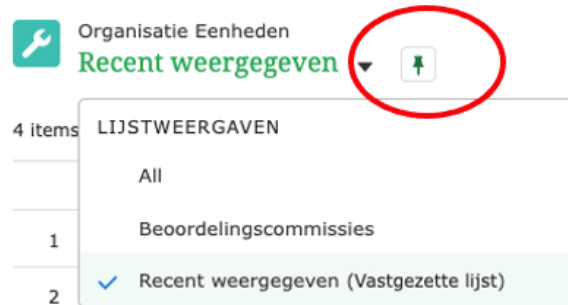 Organisatie Eenheden
Recent weergegeven
4 items
LIJSTWEERGAVEN
All
Beoordelingscommissies
1
Recent weergegeven (Vastgezette lijst)
2